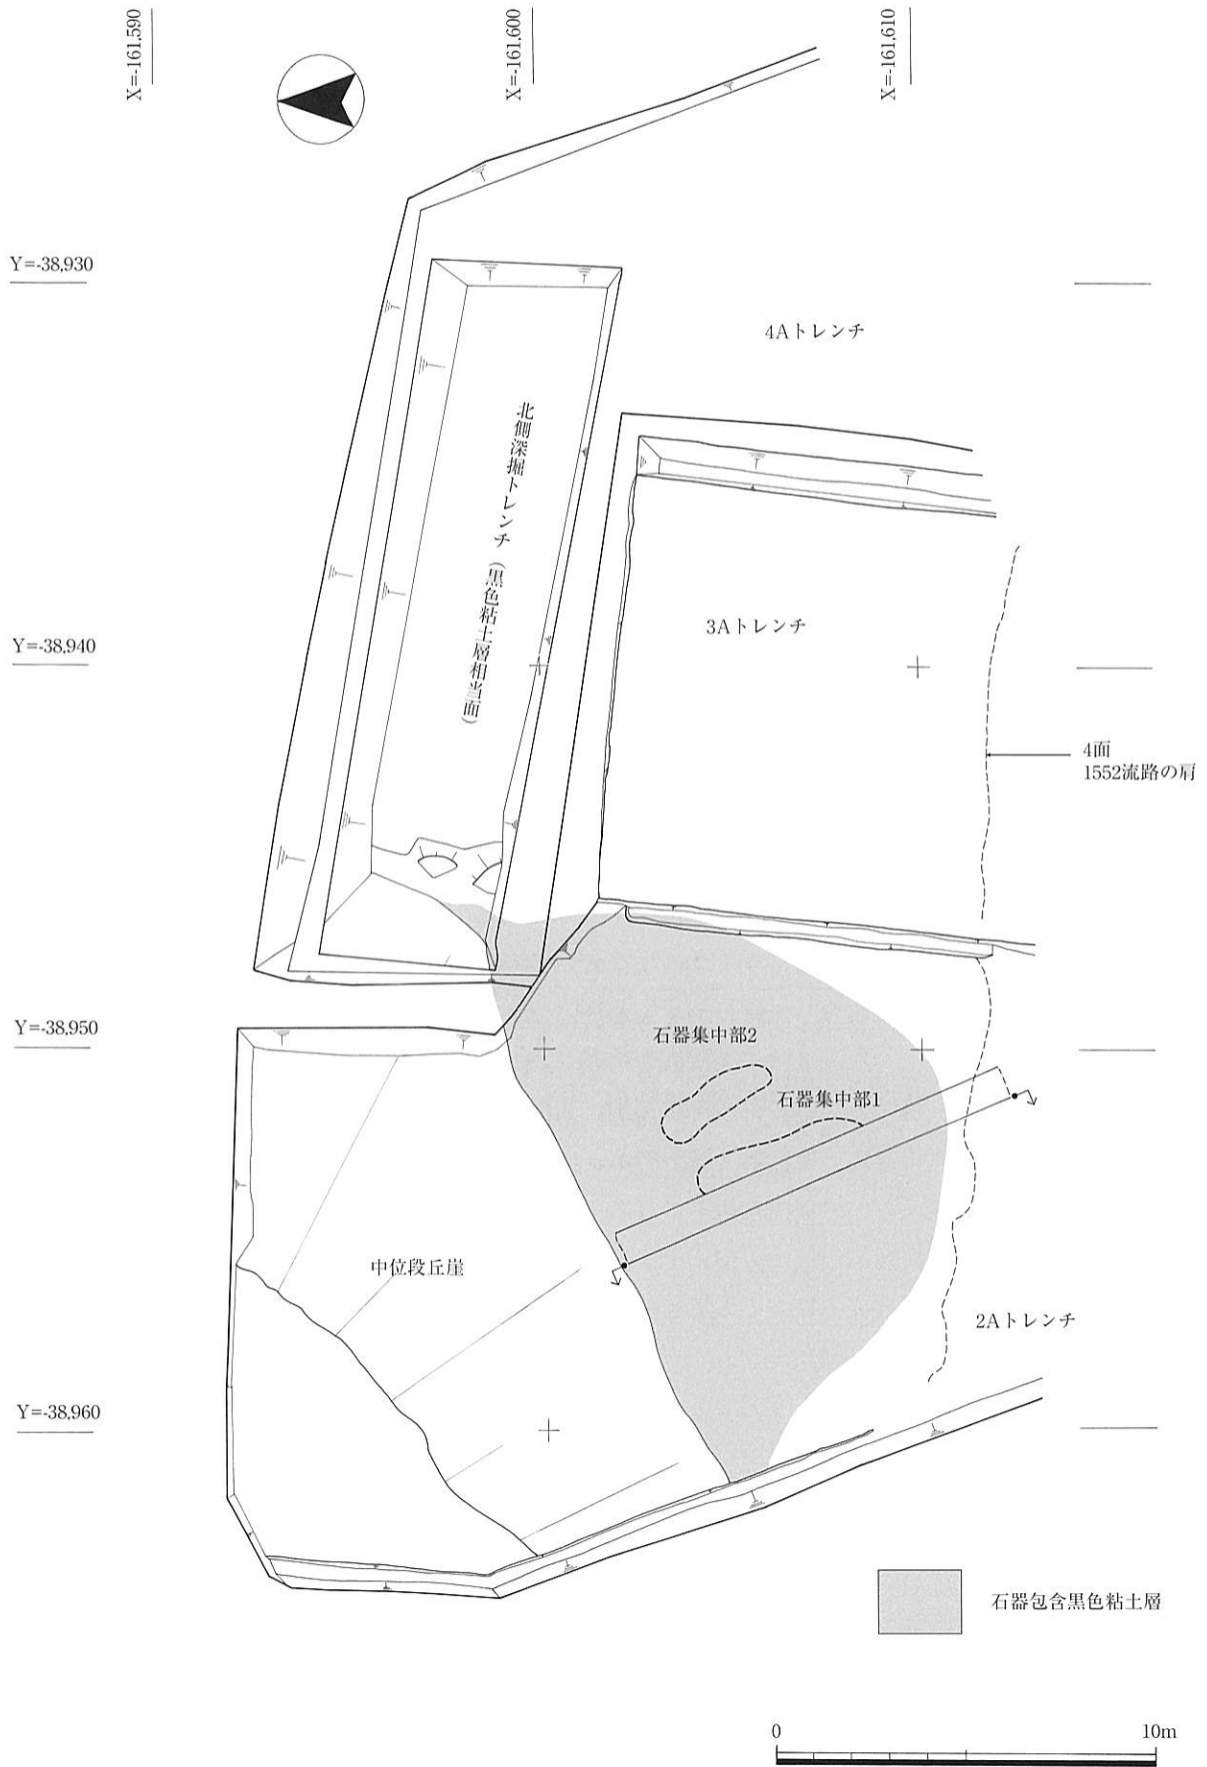 X=-161,590
X=-161,600
X=-161,610
Y=-38,930
4Aトレンチ
北側深掘トレンチ（黒色粘土層相当面）
3Aトレンチ
Y=-38,940
4面
1552流路の肩
Y=-38,950
石器集中部2
石器集中部1
中位段丘崖
2Aトレンチ
Y=-38,960
石器包含黒色粘土層
0
10m